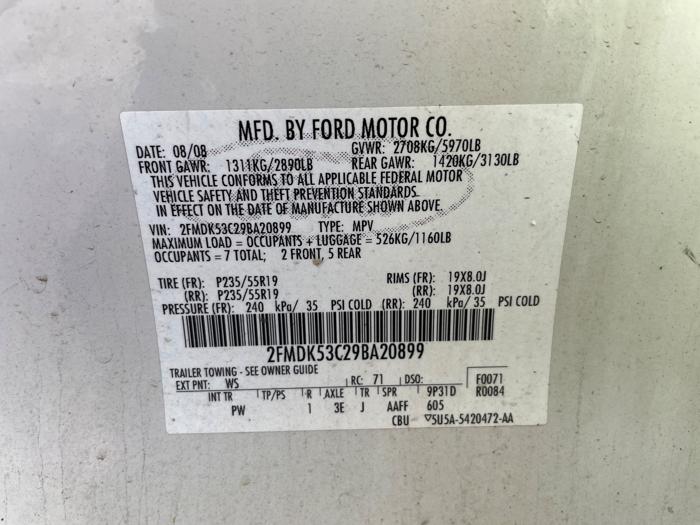 MFD. BY FORD MOTOR CO.
DATE: 08/08 GVWR: 2708KG/5970LB
FRONT GAWR: 1311KG/2890LB REAR GAWR: 1420KG/3130LB
THIS VEHICLE CONFORMS TO ALL APPLICABLE FEDERAL MOTOR
VEHICLE SAFETY AND THEFT PREVENTION STANDARDS.
IN EFFECT ON THE DATE OF MANUFACTURE SHOWN ABOVE.
VIN: 2FMDK53C29BA20899 TYPE: MPV
MAXIMUM LOAD = OCCUPANTS + LUGGAGE = 526KG/1160LB
OCCUPANTS = 7 TOTAL; 2 FRONT, 5 REAR
TIRE (FR): P235/55R19 RIMS (FR): 19X8.0J
(RR): P235/55R19 (RR): 19X8.0J
PRESSURE (FR): 240 kPa/ 35 PSI COLD (RR): 240 kPa/ 35 PSI COLD
2FMDK53C29BA20899
TRAILER TOWING - SEE OWNER GUIDE
EXT PNT: WS RC: 71 DSO: F0071
INT TR TP/PS R AXLE TR SPR 9P31D R0084
PW 1 3E J AAFF 605
CBU ▽5U5A-5420472-AA